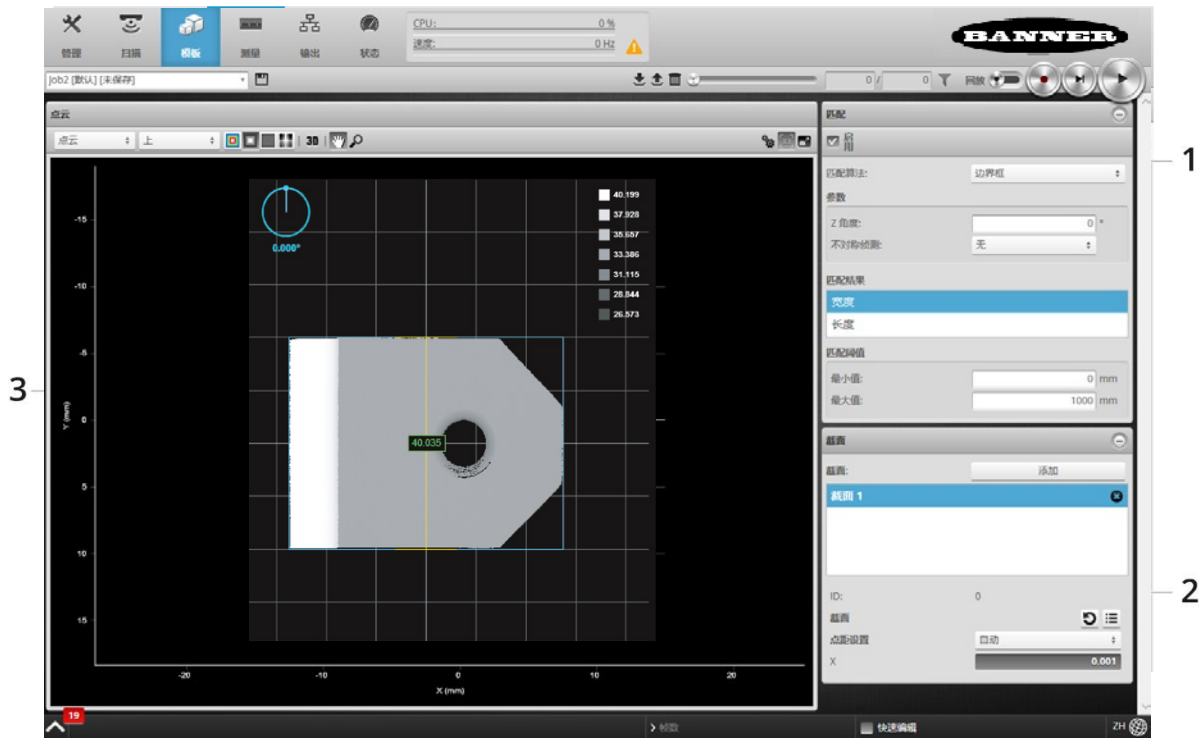 管理 扫描 模板 测量 输出 状态
CPU: 0 %
速度: 0 Hz
BANNER
Job2 [默认] [未保存]
0 / 0
回放
点云
点云 上
3D
40.199
37.928
35.657
33.386
31.115
28.844
26.573
0.000°
40.035
-15
-10
-5
0
5
10
15
Y (mm)
-20 -10 0 10 20
X (mm)
匹配
启用
匹配算法: 边界框
参数
Z 角度: 0 °
不对称侦测: 无
匹配结果
宽度
长度
匹配阈值
最小值: 0 mm
最大值: 1000 mm
截面
截面: 添加
截面 1
ID: 0
截面
点距设置 自动
X 0.001
19
帧数
快速编辑
ZH
1
2
3